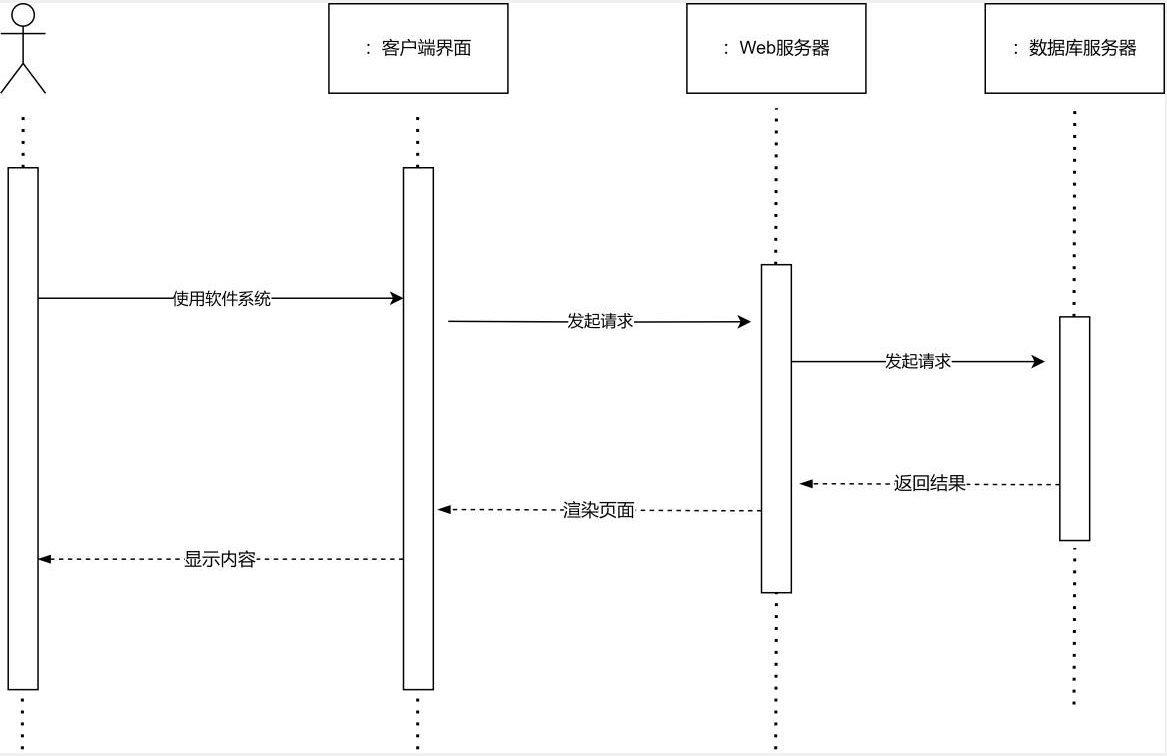 ：客户端界面
：Web服务器
：数据库服务器
使用软件系统
发起请求
发起请求
返回结果
渲染页面
显示内容